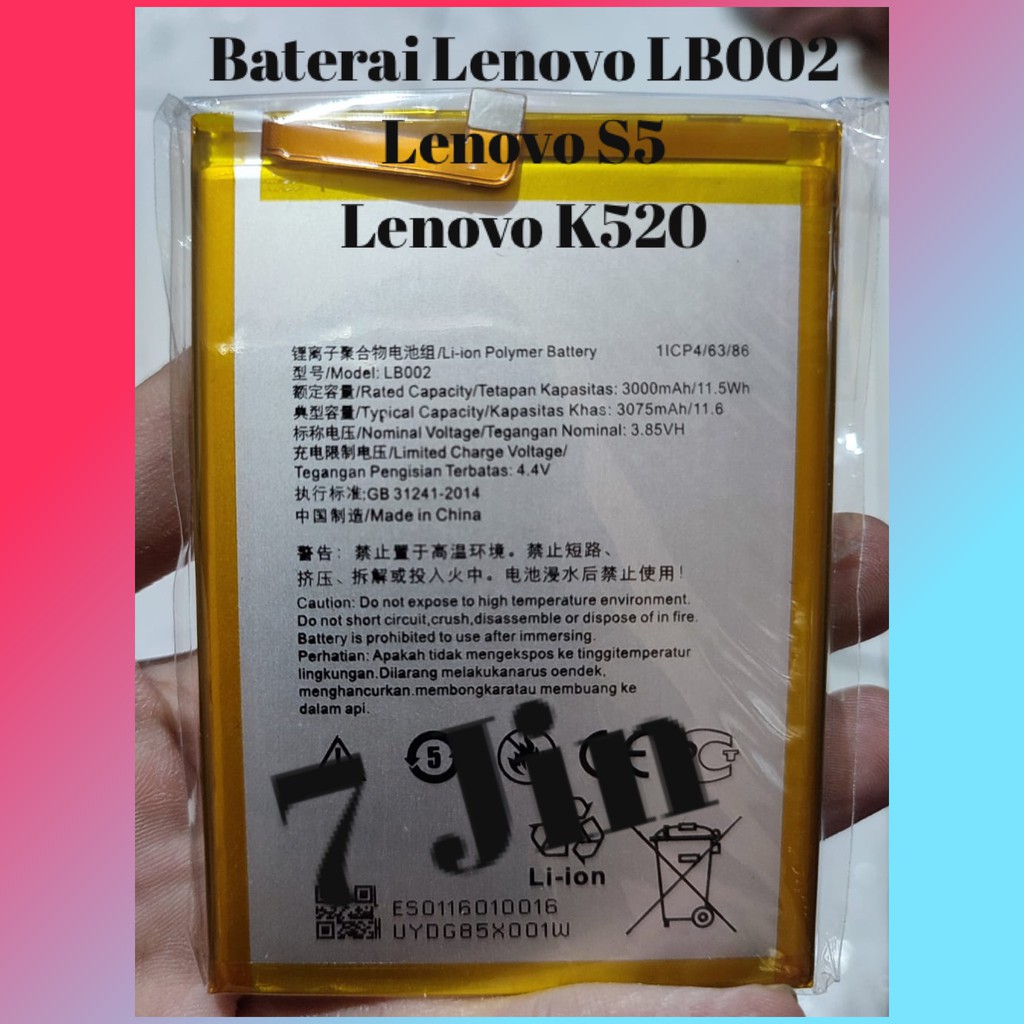 Baterai Lenovo LB002
Lenovo S5
Lenovo K520
锂离子聚合物电池组/Li-ion Polymer Battery 1ICP4/63/86
型号/Model: LB002
额定容量/Rated Capacity/Tetapan Kapasitas: 3000mAh/11.5Wh
典型容量/Typical Capacity/Kapasitas Khas: 3075mAh/11.6
标称电压/Nominal Voltage/Tegangan Nominal: 3.85VH
充电限制电压/Limited Charge Voltage/
Tegangan Pengisian Terbatas: 4.4V
执行标准:GB 31241-2014
中国制造/Made in China
警告：禁止置于高温环境。禁止短路、
挤压、拆解或投入火中。电池浸水后禁止使用！
Caution: Do not expose to high temperature environment.
Do not short circuit,crush,disassemble or dispose of in fire.
Battery is prohibited to use after immersing.
Perhatian: Apakah tidak mengekspos ke tinggitemperatur
lingkungan.Dilarang melakukanarus oendek,
menghancurkan.membongkaratau membuang ke
dalam api.
5
CE
7 Jin
Li-ion
ES0116010016
UYDG85X001W